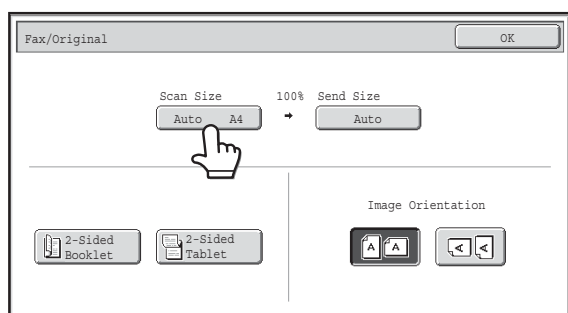 Fax/Original
OK
Scan Size
100%
Send Size
Auto A4
Auto
Image Orientation
2-Sided
Booklet
2-Sided
Tablet
A
A
A
A